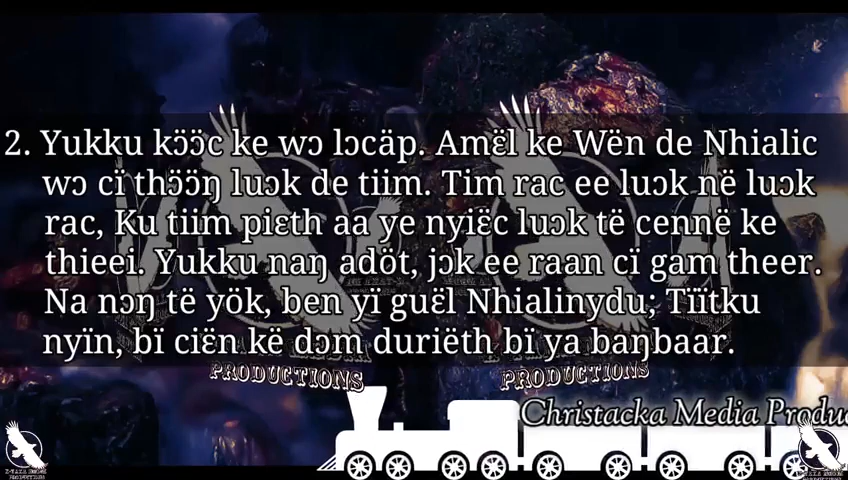 2. Yukku kɔ̈ɔ̈c ke wɔ lɔcäp. Amɛ̈l ke Wën de Nhialic
wɔ cï thɔ̈ɔ̈ŋ luɔk de tiim. Tim rac ee luɔk në luɔk
rac, Ku tiim piɛth aa ye nyiɛ̈c luɔk të cennë ke
thieei. Yukku naŋ adöt, jɔk ee raan cï gam theer.
Na nɔŋ të yök, ben yi guɛ̈l Nhialinydu; Tïïtku
nyïn, bï ciɛ̈n kë dɔm duriëth bï ya baŋbaar.
PRODUCTIONS PRODUCTIONS
Christacka Media Produ